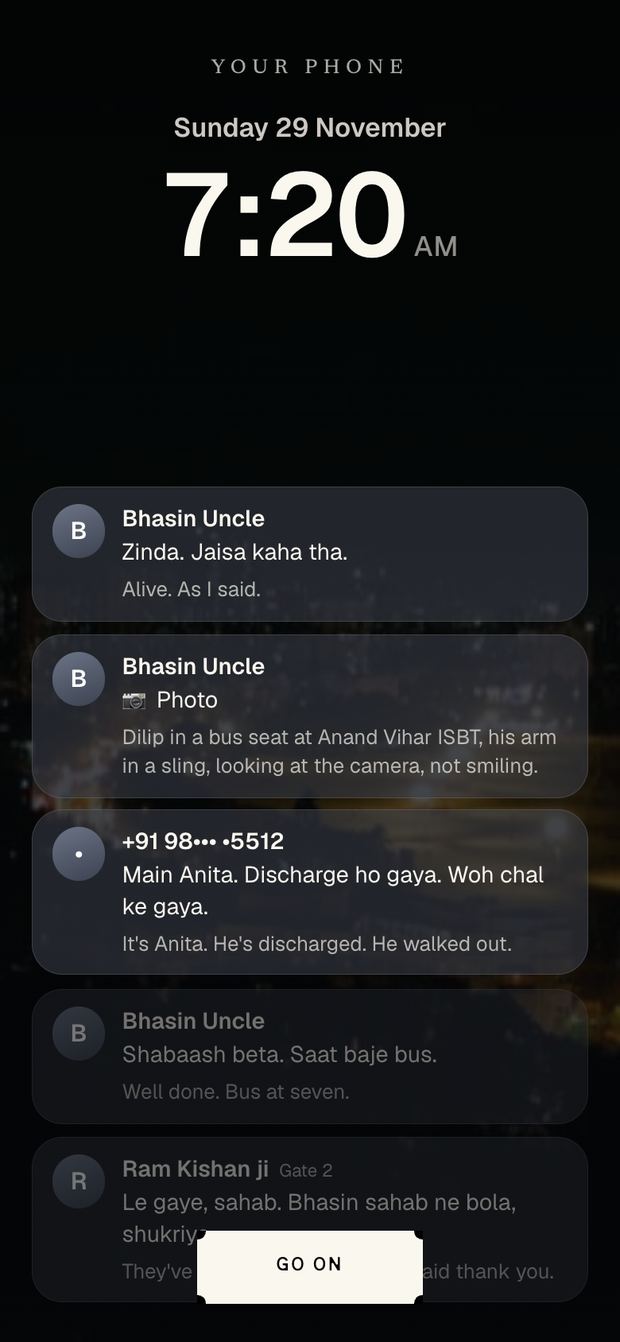 YOUR PHONE
Sunday 29 November
7:20 AM
B
Bhasin Uncle
Zinda. Jaisa kaha tha.
Alive. As I said.
B
Bhasin Uncle
Photo
Dilip in a bus seat at Anand Vihar ISBT, his arm
in a sling, looking at the camera, not smiling.
+91 98••• •5512
Main Anita. Discharge ho gaya. Woh chal
ke gaya.
It's Anita. He's discharged. He walked out.
B
Bhasin Uncle
Shabaash beta. Saat baje bus.
Well done. Bus at seven.
R
Ram Kishan ji Gate 2
Le gaye, sahab. Bhasin sahab ne bola,
They've
thank you.
GO ON